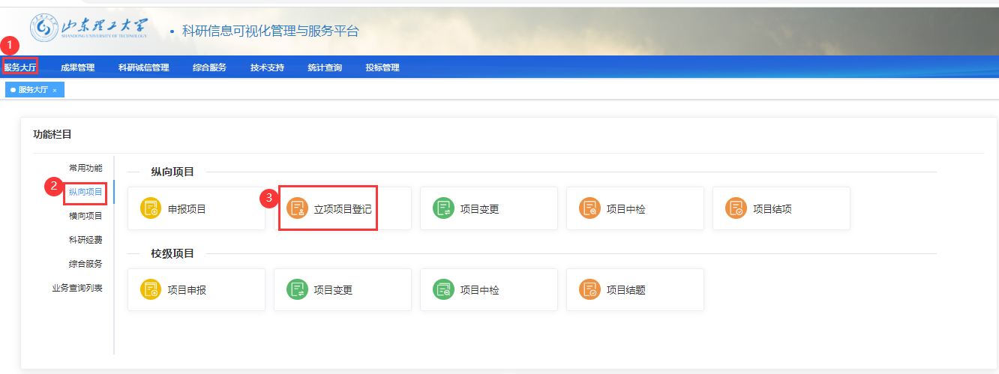 山东理工大学
SHANDONG UNIVERSITY OF TECHNOLOGY
• 科研信息可视化管理与服务平台
1
服务大厅 成果管理 科研诚信管理 综合服务 技术支持 统计查询 投标管理
服务大厅 ×
功能栏目
常用功能
2
纵向项目
横向项目
科研经费
综合服务
业务查询列表
纵向项目
申报项目
3
立项项目登记
项目变更
项目中检
项目结项
校级项目
项目申报
项目变更
项目中检
项目结题